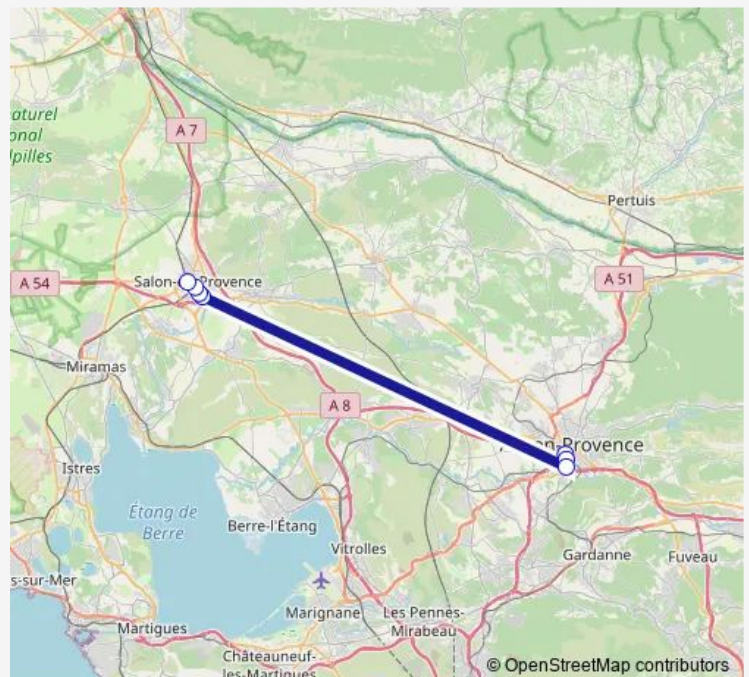 aturel
onal
lpilles
A 7
Pertuis
A 54
Salon-
Provence
A 51
Miramas
A 8
n-Provence
Istres
Étang de
Berre
Berre-l'Étang
Vitrolles
Gardanne
Fuveau
s-sur-Mer
Marignane
Les Pennes-
Mirabeau
Martigues
Châteauneuf-
les-Martigues
© OpenStreetMap contributors